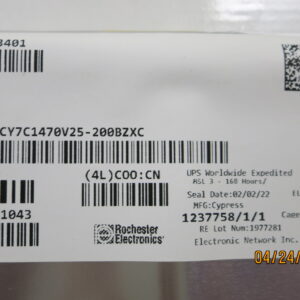 3401
CY7C1470V25-200BZXC
(4L)COO:CN
UPS Worldwide Expedited
MSL 3 - 168 Hours/
Seal Date:02/02/22
EL
MFG:Cypress
1237758/1/1
1043
Rochester
Electronics
RE Lot Num:1977281
Electronic Network Inc.
04/24/